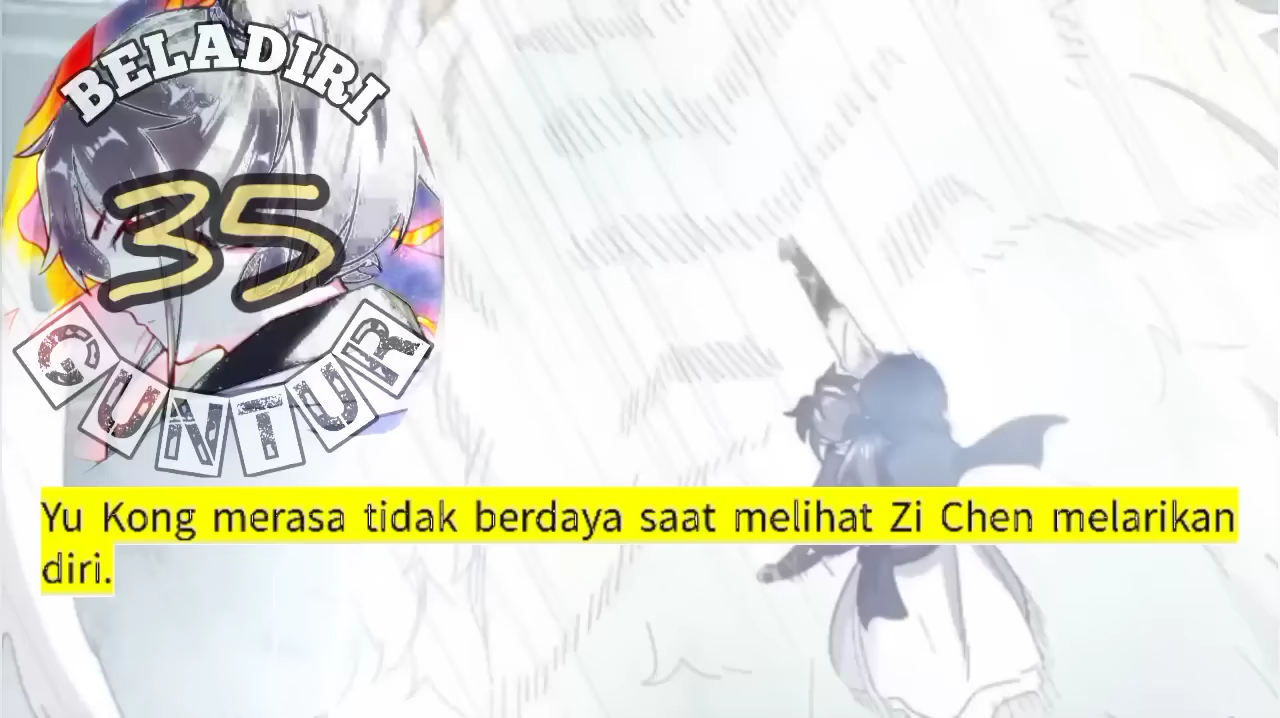 BELADIRI
35
GUNTUR
Yu Kong merasa tidak berdaya saat melihat Zi Chen melarikan
diri.